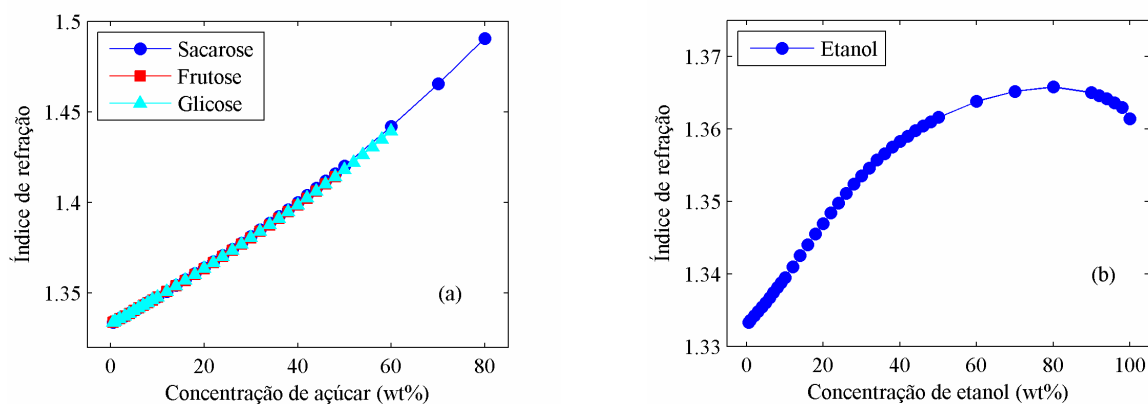 1.5
1.45
1.4
1.35
Índice de refração
Sacarose
Frutose
Glicose
(a)
0 20 40 60 80
Concentração de açúcar (wt%)
1.37
1.36
1.35
1.34
1.33
Índice de refração
Etanol
(b)
0 20 40 60 80 100
Concentração de etanol (wt%)